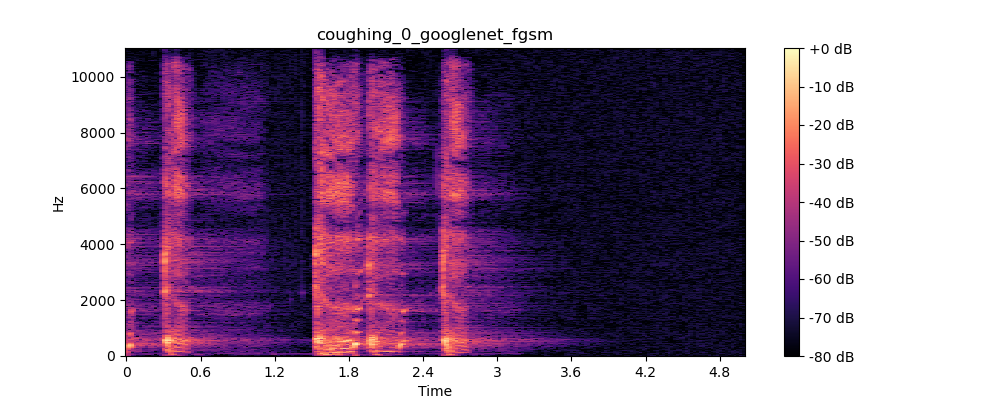 coughing_0_googlenet_fgsm
Hz
10000
8000
6000
4000
2000
0
0 0.6 1.2 1.8 2.4 3 3.6 4.2 4.8
Time
+0 dB
-10 dB
-20 dB
-30 dB
-40 dB
-50 dB
-60 dB
-70 dB
-80 dB